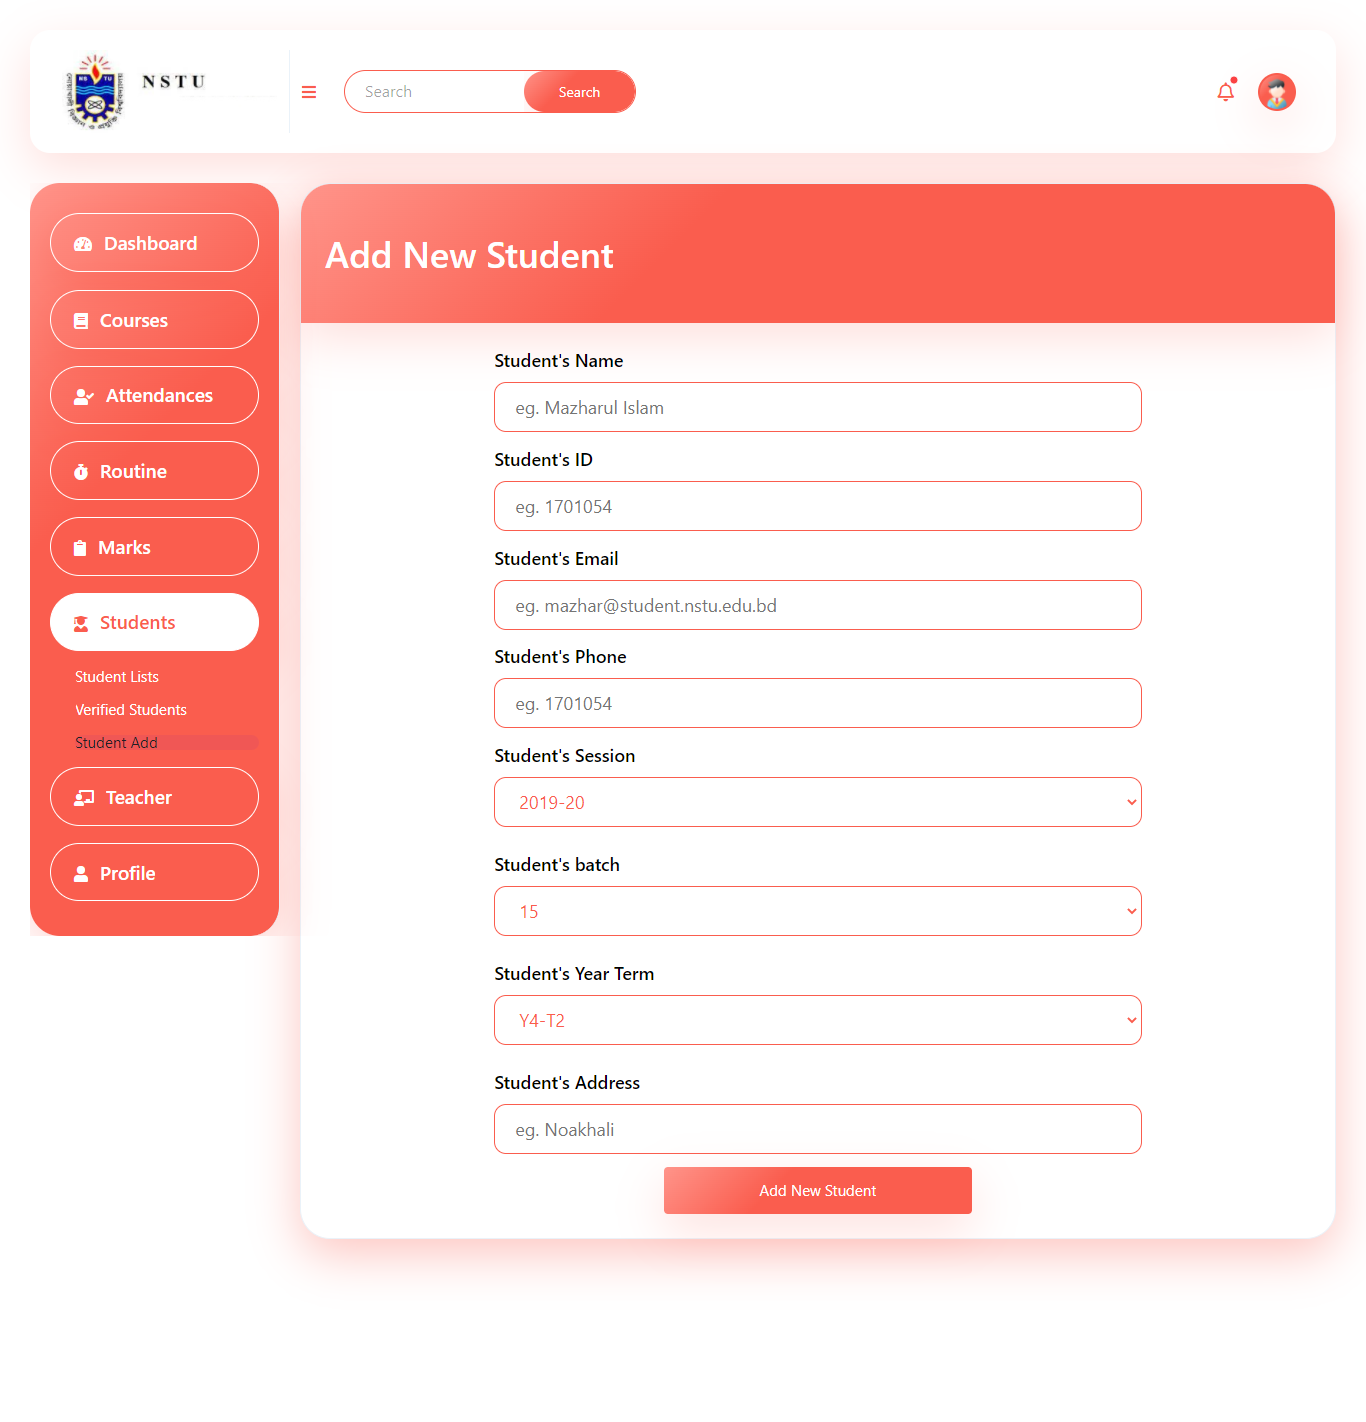 NSTU
Search
Search
Dashboard
Courses
Attendances
Routine
Marks
Students
Student Lists
Verified Students
Student Add
Teacher
Profile
Add New Student
Student's Name
eg. Mazharul Islam
Student's ID
eg. 1701054
Student's Email
eg. mazhar@student.nstu.edu.bd
Student's Phone
eg. 1701054
Student's Session
2019-20
Student's batch
15
Student's Year Term
Y4-T2
Student's Address
eg. Noakhali
Add New Student